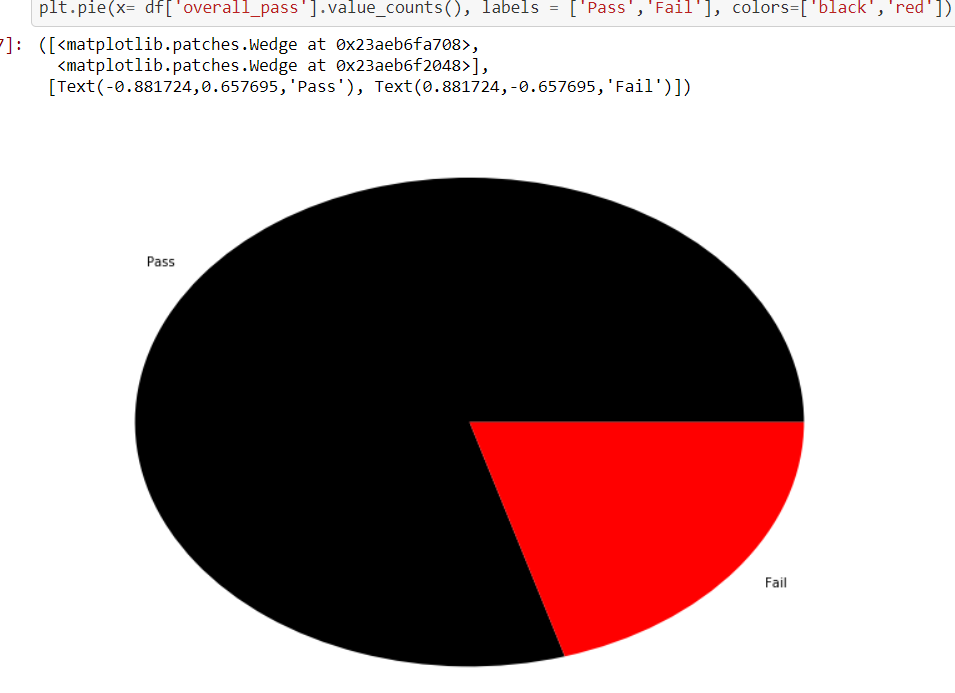 plt.pie(x= df['overall_pass'].value_counts(), labels = ['Pass','Fail'], colors=['black','red'])
7]: ([<matplotlib.patches.Wedge at 0x23aeb6fa708>,
<matplotlib.patches.Wedge at 0x23aeb6f2048>],
[Text(-0.881724,0.657695,'Pass'), Text(0.881724,-0.657695,'Fail')])
Pass
Fail